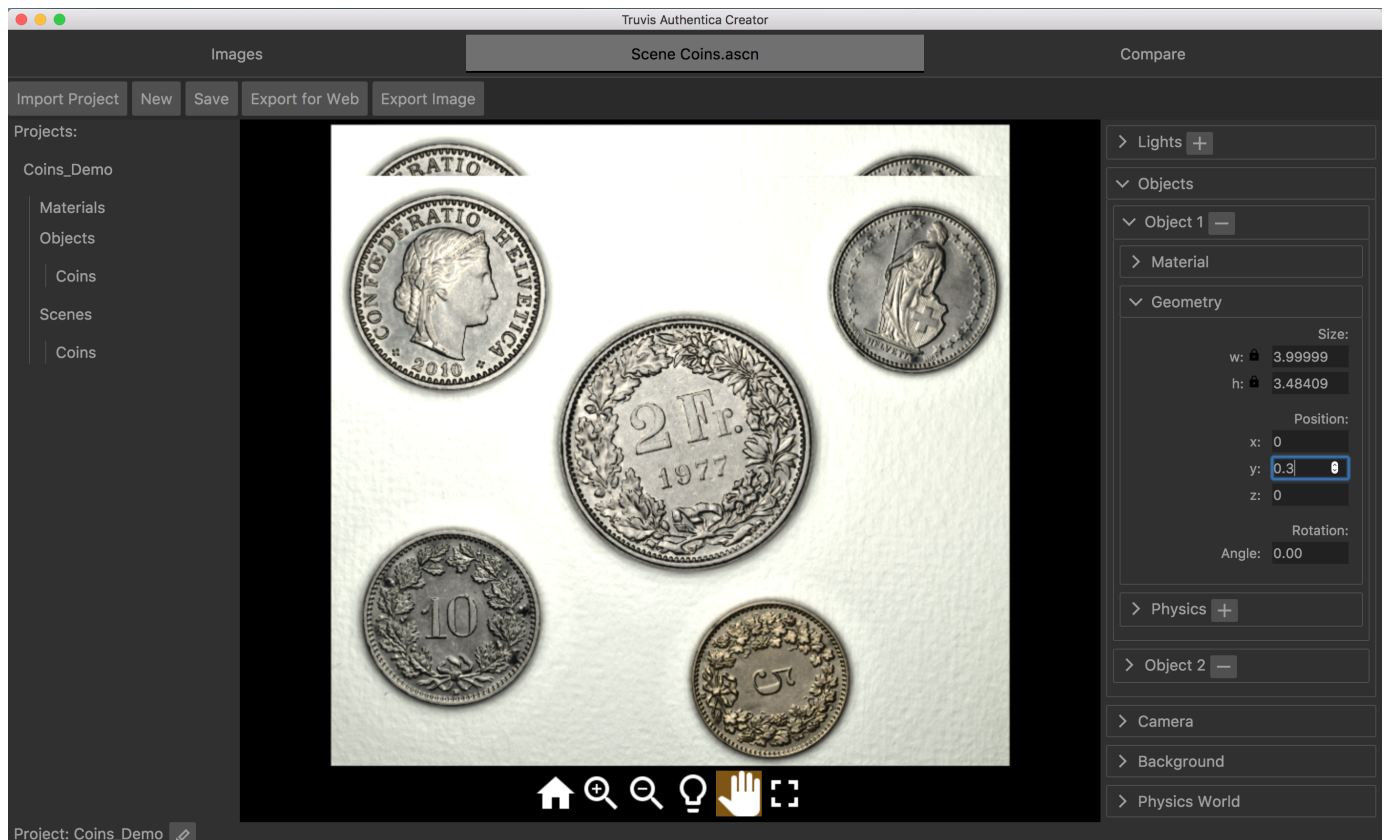 Truvis Authentica Creator
Images
Scene Coins.ascn
Compare
Import Project
New
Save
Export for Web
Export Image
Projects:
Coins_Demo
Materials
Objects
Coins
Scenes
Coins
RATIO
CONFŒDERATIO HELVETICA
2010
HELVETIA
2 Fr.
1977
10
5
Lights
Objects
Object 1
Material
Geometry
Size:
w: 3.99999
h: 3.48409
Position:
x: 0
y: 0.3
z: 0
Rotation:
Angle: 0.00
Physics
Object 2
Camera
Background
Physics World
Project: Coins_Demo